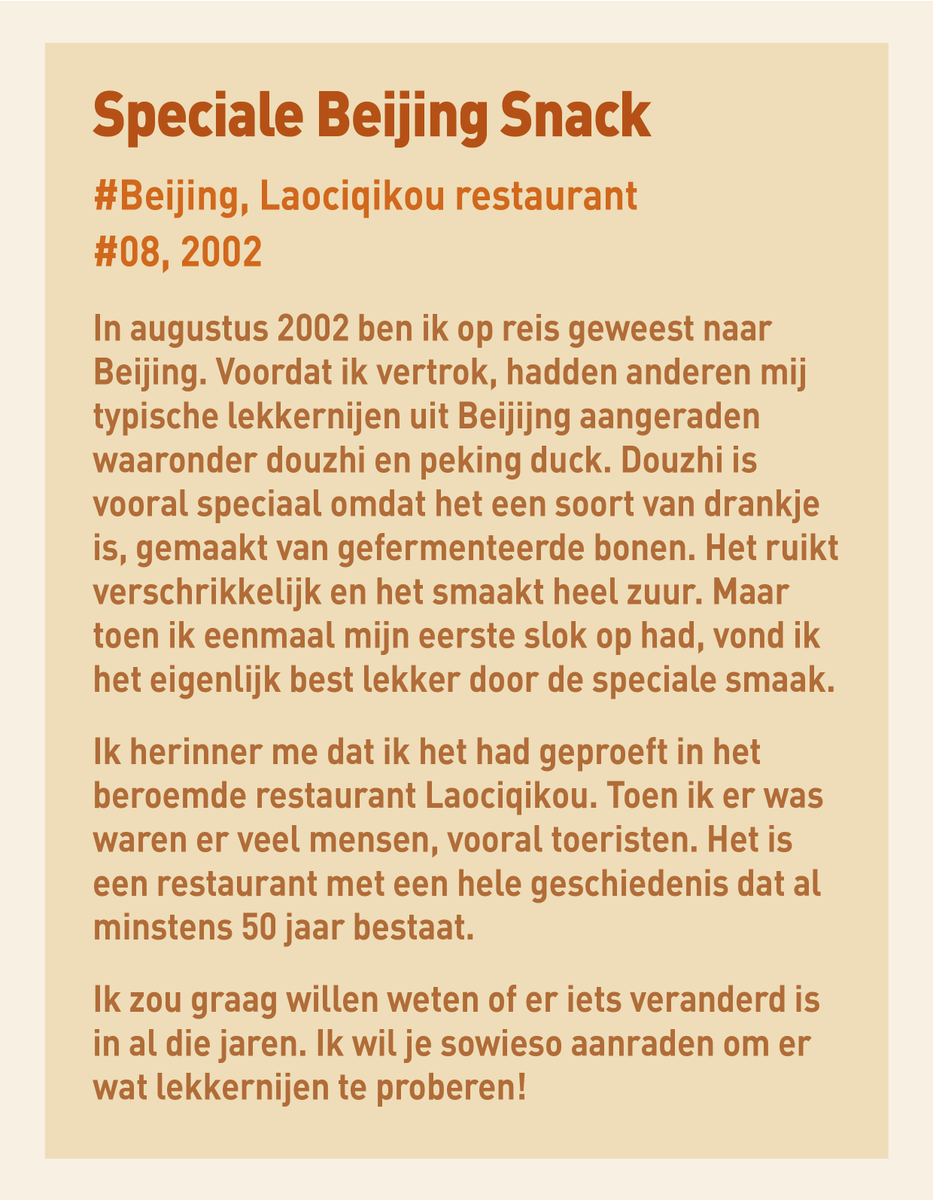 Speciale Beijing Snack
#Beijing, Laociqikou restaurant
#08, 2002
In augustus 2002 ben ik op reis geweest naar
Beijing. Voordat ik vertrok, hadden anderen mij
typische lekkernijen uit Beijijng aangeraden
waaronder douzhi en peking duck. Douzhi is
vooral speciaal omdat het een soort van drankje
is, gemaakt van gefermenteerde bonen. Het ruikt
verschrikkelijk en het smaakt heel zuur. Maar
toen ik eenmaal mijn eerste slok op had, vond ik
het eigenlijk best lekker door de speciale smaak.
Ik herinner me dat ik het had geproeft in het
beroemde restaurant Laociqikou. Toen ik er was
waren er veel mensen, vooral toeristen. Het is
een restaurant met een hele geschiedenis dat al
minstens 50 jaar bestaat.
Ik zou graag willen weten of er iets veranderd is
in al die jaren. Ik wil je sowieso aanraden om er
wat lekkernijen te proberen!